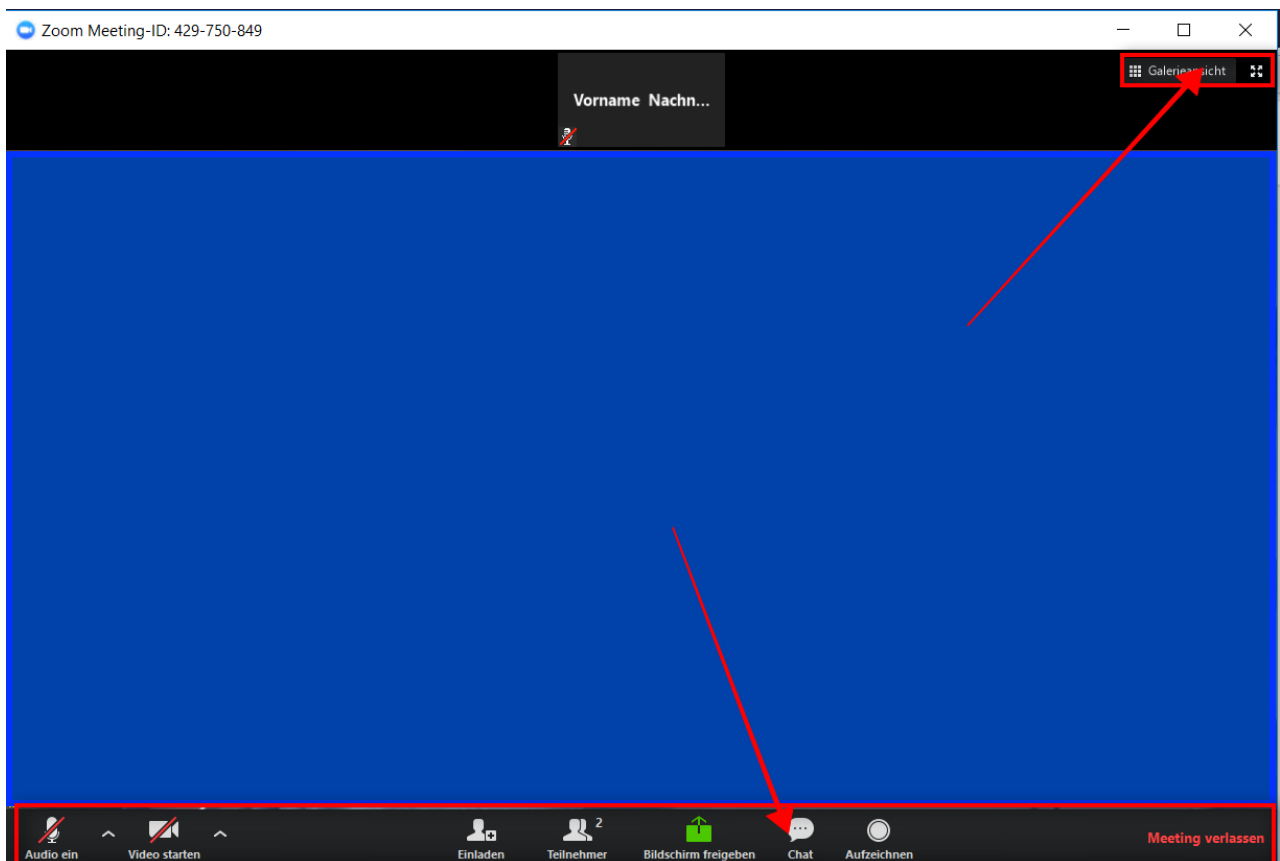 Zoom Meeting-ID: 429-750-849
Galerieansicht
Vorname Nachn...
2
Audio ein
Video starten
Einladen
Teilnehmer
Bildschirm freigeben
Chat
Aufzeichnen
Meeting verlassen